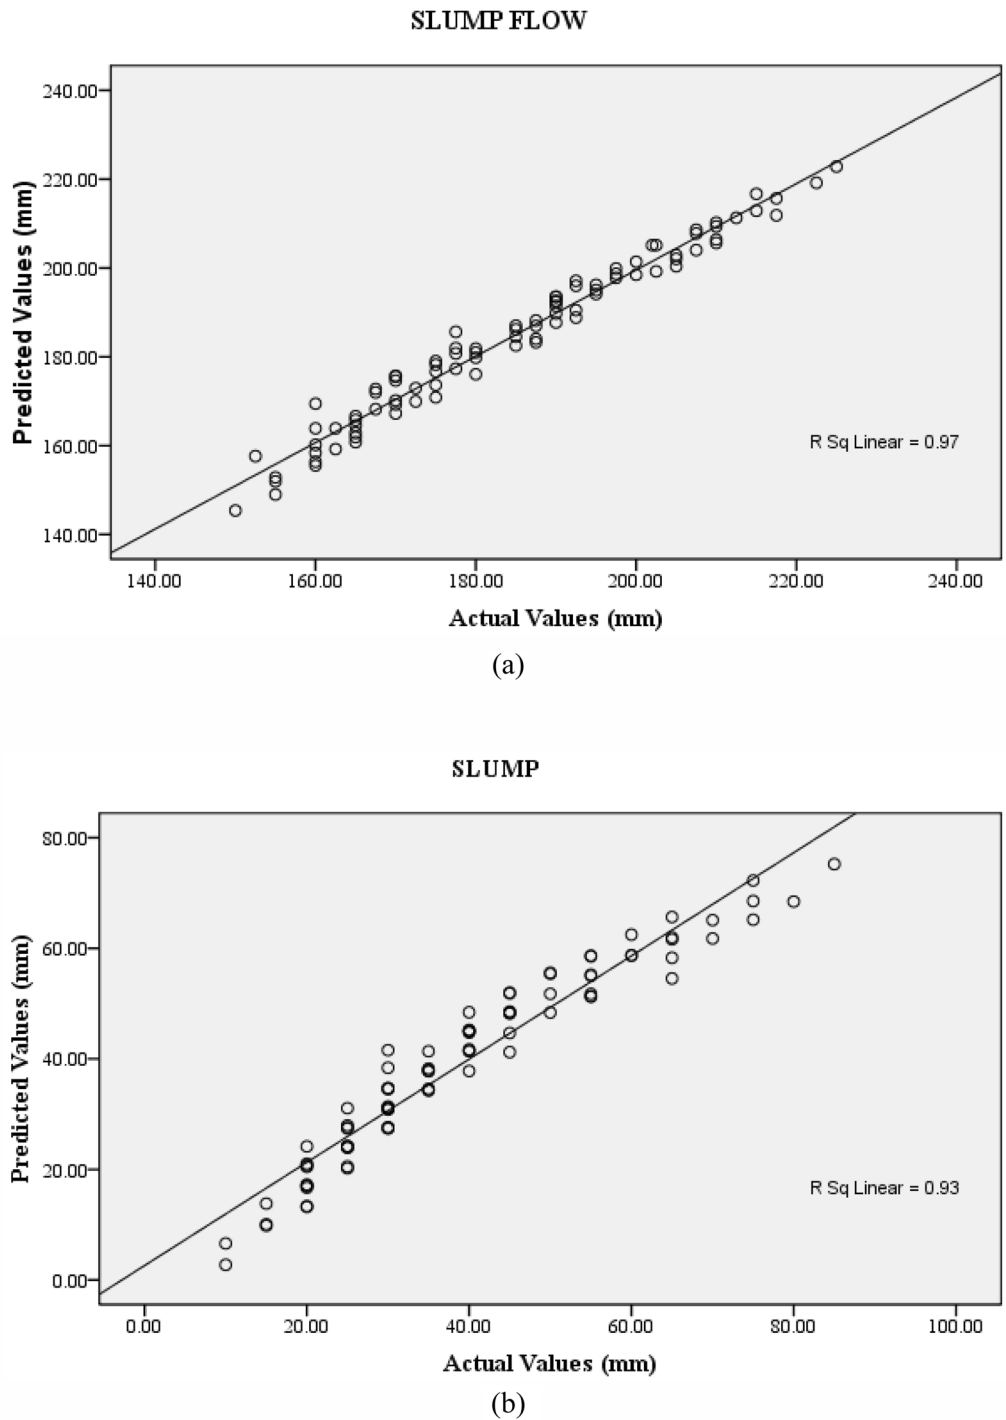 SLUMP FLOW
240.00
220.00
200.00
180.00
160.00
140.00
Predicted Values (mm)
R Sq Linear = 0.97
140.00 160.00 180.00 200.00 220.00 240.00
Actual Values (mm)
(a)
SLUMP
80.00
60.00
40.00
20.00
0.00
Predicted Values (mm)
R Sq Linear = 0.93
0.00 20.00 40.00 60.00 80.00 100.00
Actual Values (mm)
(b)